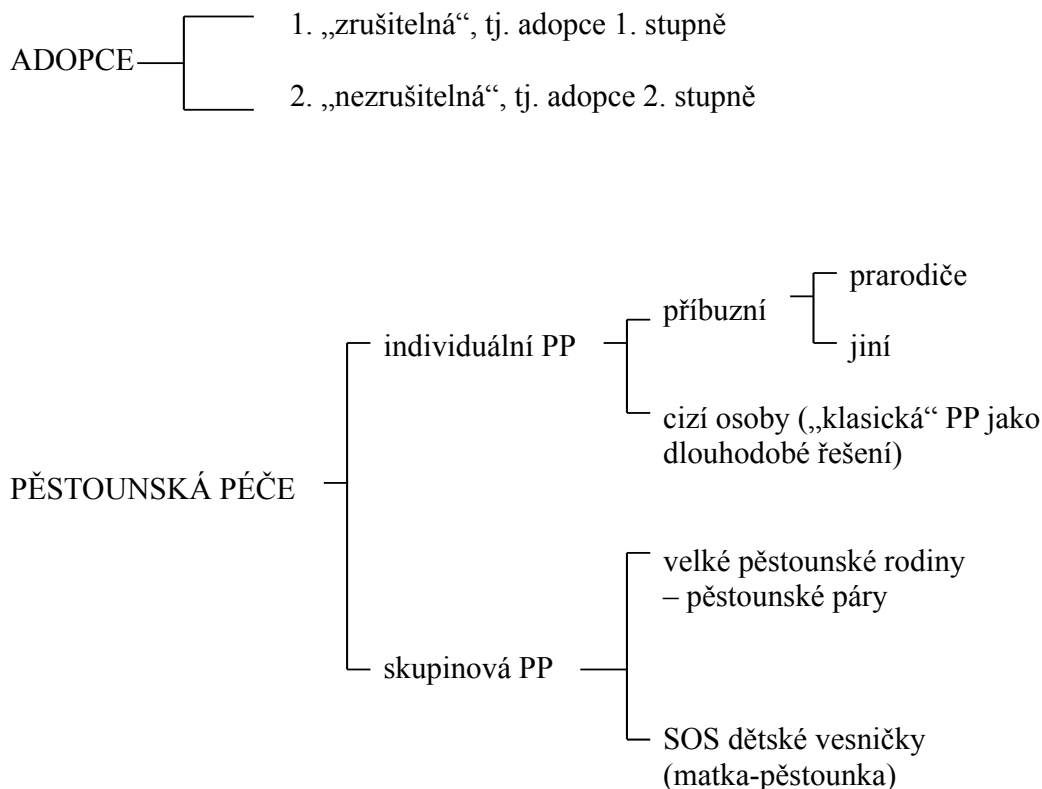 ADOPCE
1. „zrušitelná“, tj. adopce 1. stupně
2. „nezrušitelná“, tj. adopce 2. stupně
PĚSTOUNSKÁ PÉČE
individuální PP
příbuzní
prarodiče
jiní
cizí osoby („klasická“ PP jako
dlouhodobé řešení)
skupinová PP
velké pěstounské rodiny
– pěstounské páry
SOS dětské vesničky
(matka-pěstounka)